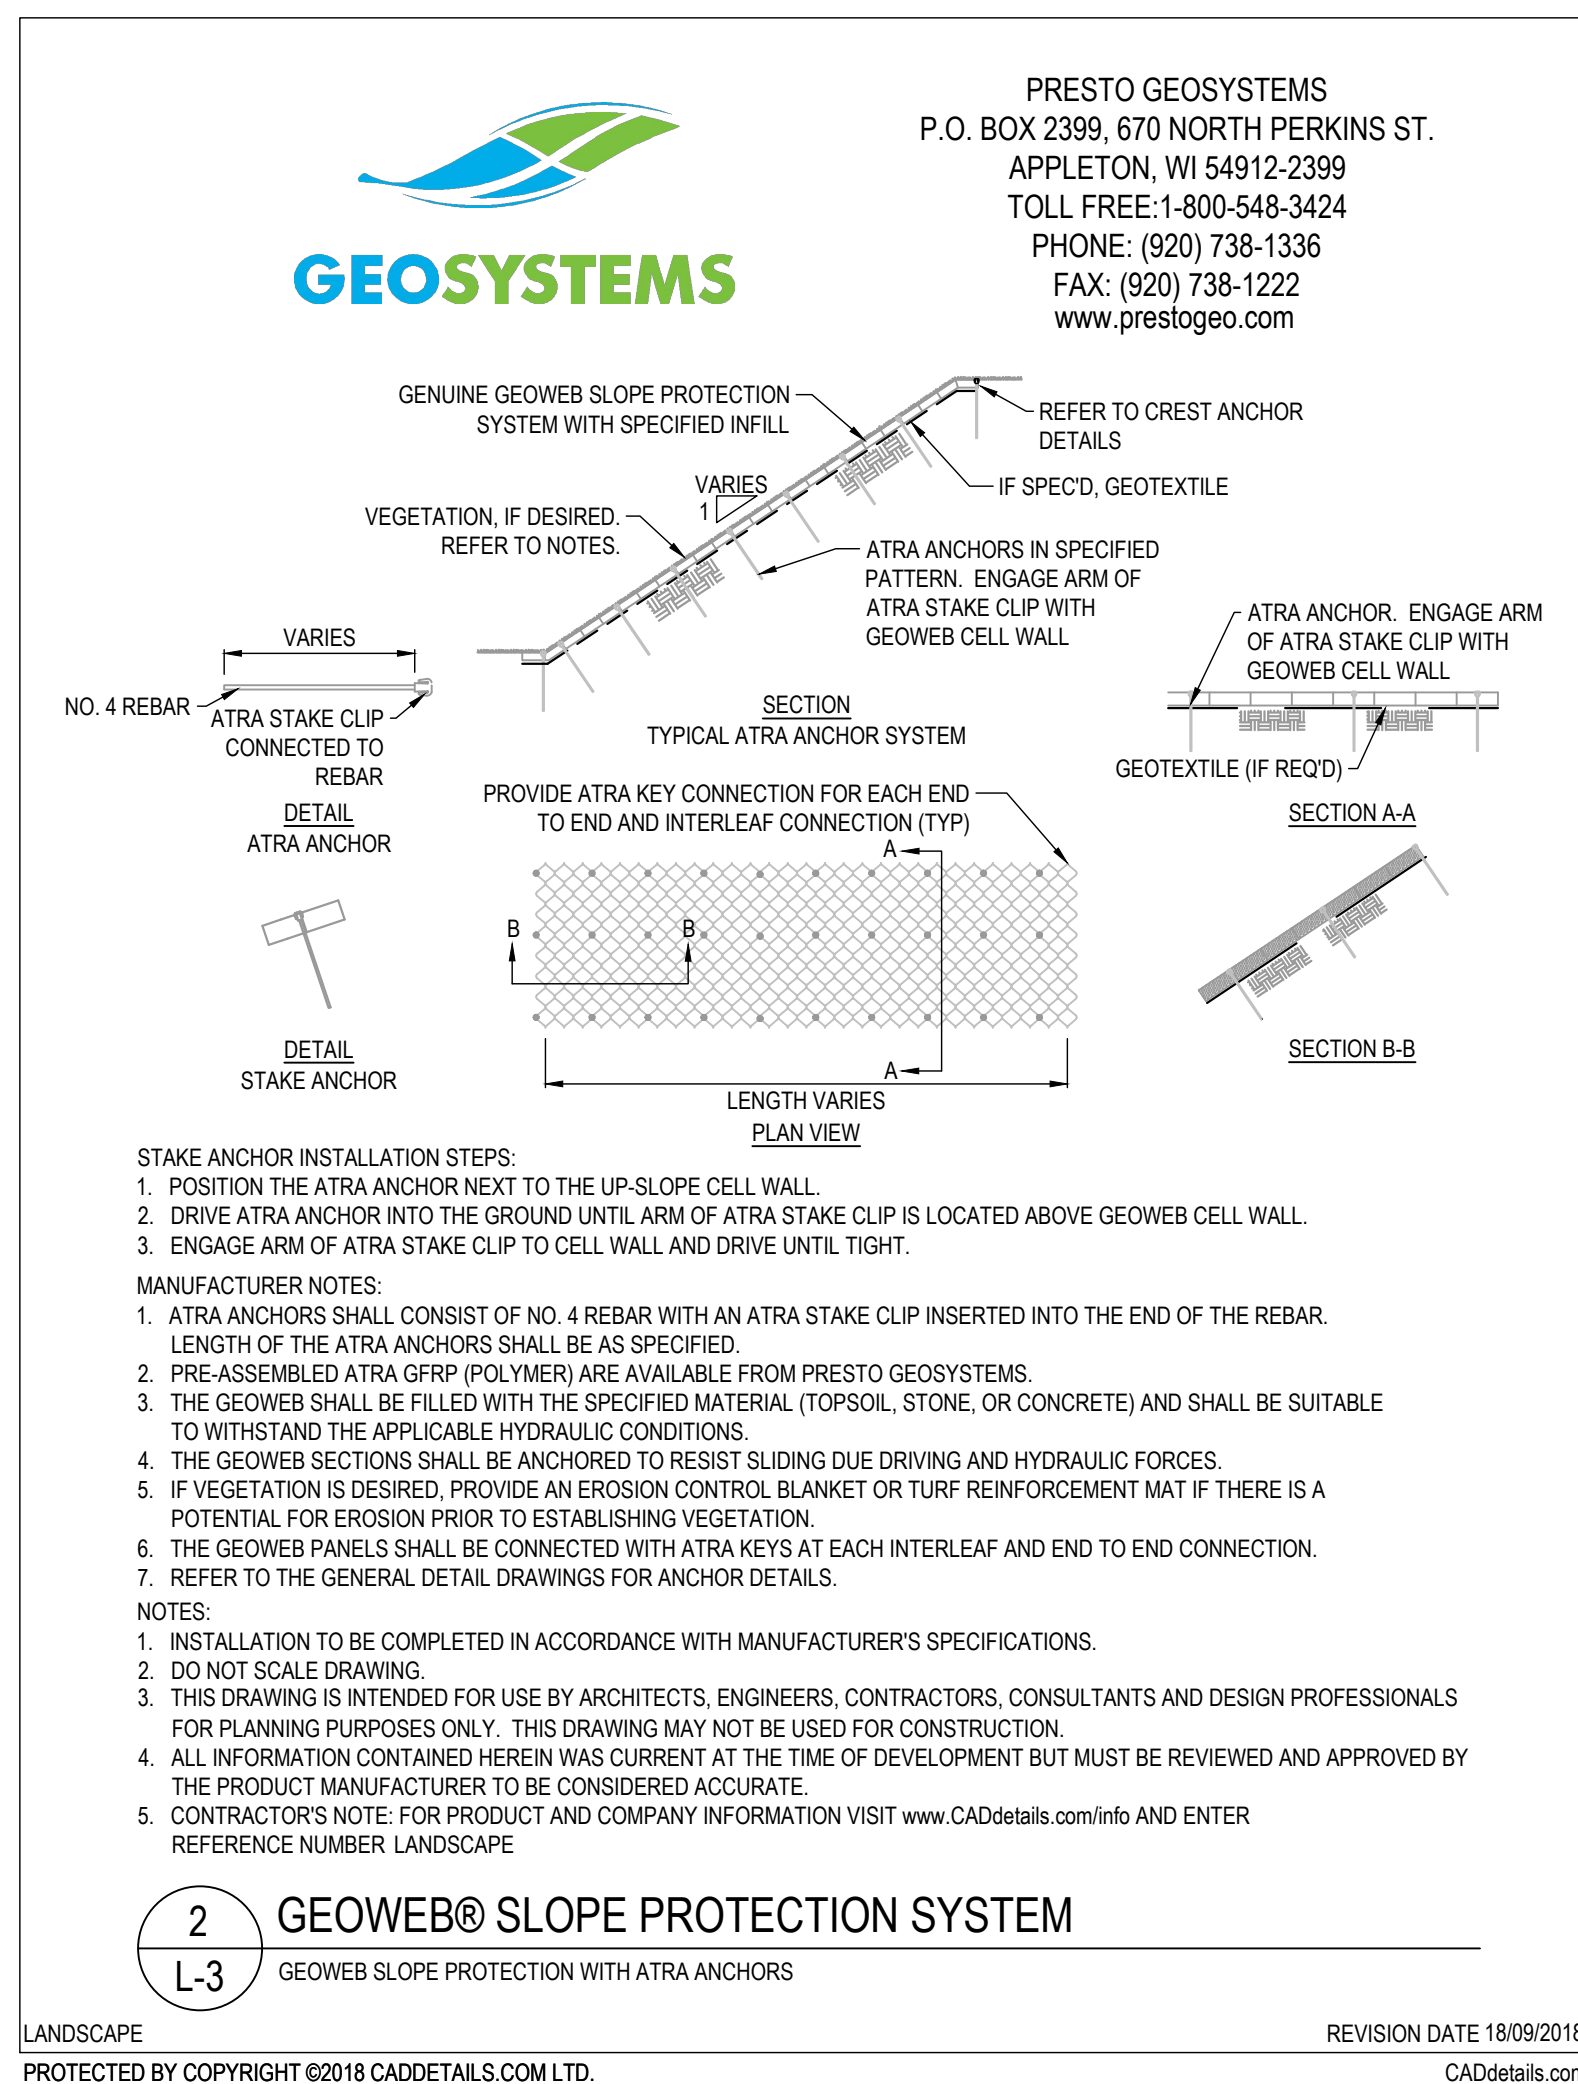 GEOSYSTEMS
PRESTO GEOSYSTEMS
P.O. BOX 2399, 670 NORTH PERKINS ST.
APPLETON, WI 54912-2399
TOLL FREE:1-800-548-3424
PHONE: (920) 738-1336
FAX: (920) 738-1222
www.prestogeo.com
GENUINE GEOWEB SLOPE PROTECTION
SYSTEM WITH SPECIFIED INFILL
REFER TO CREST ANCHOR
DETAILS
VARIES
1
IF SPEC'D, GEOTEXTILE
VEGETATION, IF DESIRED.
REFER TO NOTES.
ATRA ANCHORS IN SPECIFIED
PATTERN. ENGAGE ARM OF
ATRA STAKE CLIP WITH
GEOWEB CELL WALL
SECTION
TYPICAL ATRA ANCHOR SYSTEM
VARIES
NO. 4 REBAR
ATRA STAKE CLIP
CONNECTED TO
REBAR
DETAIL
ATRA ANCHOR
ATRA ANCHOR. ENGAGE ARM
OF ATRA STAKE CLIP WITH
GEOWEB CELL WALL
GEOTEXTILE (IF REQ'D)
SECTION A-A
PROVIDE ATRA KEY CONNECTION FOR EACH END
TO END AND INTERLEAF CONNECTION (TYP)
A
B
B
A
LENGTH VARIES
PLAN VIEW
DETAIL
STAKE ANCHOR
SECTION B-B
STAKE ANCHOR INSTALLATION STEPS:
1. POSITION THE ATRA ANCHOR NEXT TO THE UP-SLOPE CELL WALL.
2. DRIVE ATRA ANCHOR INTO THE GROUND UNTIL ARM OF ATRA STAKE CLIP IS LOCATED ABOVE GEOWEB CELL WALL.
3. ENGAGE ARM OF ATRA STAKE CLIP TO CELL WALL AND DRIVE UNTIL TIGHT.
MANUFACTURER NOTES:
1. ATRA ANCHORS SHALL CONSIST OF NO. 4 REBAR WITH AN ATRA STAKE CLIP INSERTED INTO THE END OF THE REBAR.
LENGTH OF THE ATRA ANCHORS SHALL BE AS SPECIFIED.
2. PRE-ASSEMBLED ATRA GFRP (POLYMER) ARE AVAILABLE FROM PRESTO GEOSYSTEMS.
3. THE GEOWEB SHALL BE FILLED WITH THE SPECIFIED MATERIAL (TOPSOIL, STONE, OR CONCRETE) AND SHALL BE SUITABLE
TO WITHSTAND THE APPLICABLE HYDRAULIC CONDITIONS.
4. THE GEOWEB SECTIONS SHALL BE ANCHORED TO RESIST SLIDING DUE DRIVING AND HYDRAULIC FORCES.
5. IF VEGETATION IS DESIRED, PROVIDE AN EROSION CONTROL BLANKET OR TURF REINFORCEMENT MAT IF THERE IS A
POTENTIAL FOR EROSION PRIOR TO ESTABLISHING VEGETATION.
6. THE GEOWEB PANELS SHALL BE CONNECTED WITH ATRA KEYS AT EACH INTERLEAF AND END TO END CONNECTION.
7. REFER TO THE GENERAL DETAIL DRAWINGS FOR ANCHOR DETAILS.
NOTES:
1. INSTALLATION TO BE COMPLETED IN ACCORDANCE WITH MANUFACTURER'S SPECIFICATIONS.
2. DO NOT SCALE DRAWING.
3. THIS DRAWING IS INTENDED FOR USE BY ARCHITECTS, ENGINEERS, CONTRACTORS, CONSULTANTS AND DESIGN PROFESSIONALS
FOR PLANNING PURPOSES ONLY. THIS DRAWING MAY NOT BE USED FOR CONSTRUCTION.
4. ALL INFORMATION CONTAINED HEREIN WAS CURRENT AT THE TIME OF DEVELOPMENT BUT MUST BE REVIEWED AND APPROVED BY
THE PRODUCT MANUFACTURER TO BE CONSIDERED ACCURATE.
5. CONTRACTOR'S NOTE: FOR PRODUCT AND COMPANY INFORMATION VISIT www.CADdetails.com/info AND ENTER
REFERENCE NUMBER LANDSCAPE
2
L-3
GEOWEB® SLOPE PROTECTION SYSTEM
GEOWEB SLOPE PROTECTION WITH ATRA ANCHORS
LANDSCAPE
REVISION DATE 18/09/2018
PROTECTED BY COPYRIGHT ©2018 CADDETAILS.COM LTD.
CADdetails.com